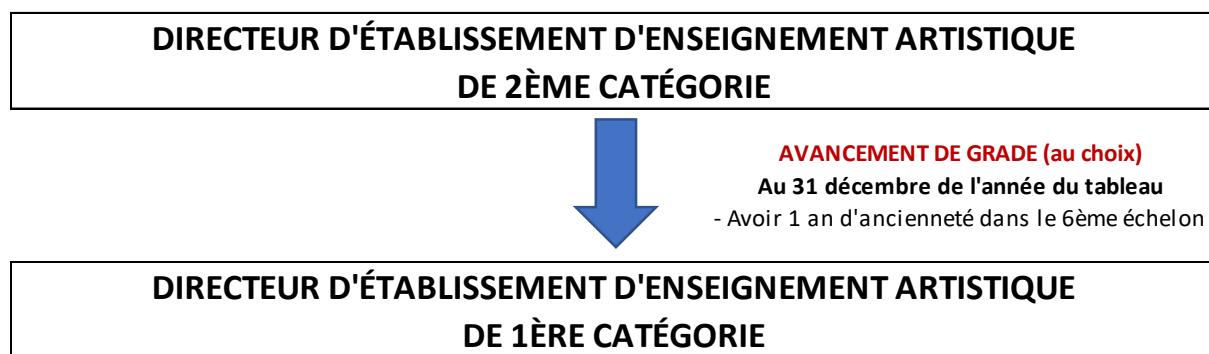 DIRECTEUR D'ÉTABLISSEMENT D'ENSEIGNEMENT ARTISTIQUE
DE 2ÈME CATÉGORIE
AVANCEMENT DE GRADE (au choix)
Au 31 décembre de l'année du tableau
- Avoir 1 an d'ancienneté dans le 6ème échelon
DIRECTEUR D'ÉTABLISSEMENT D'ENSEIGNEMENT ARTISTIQUE
DE 1ÈRE CATÉGORIE